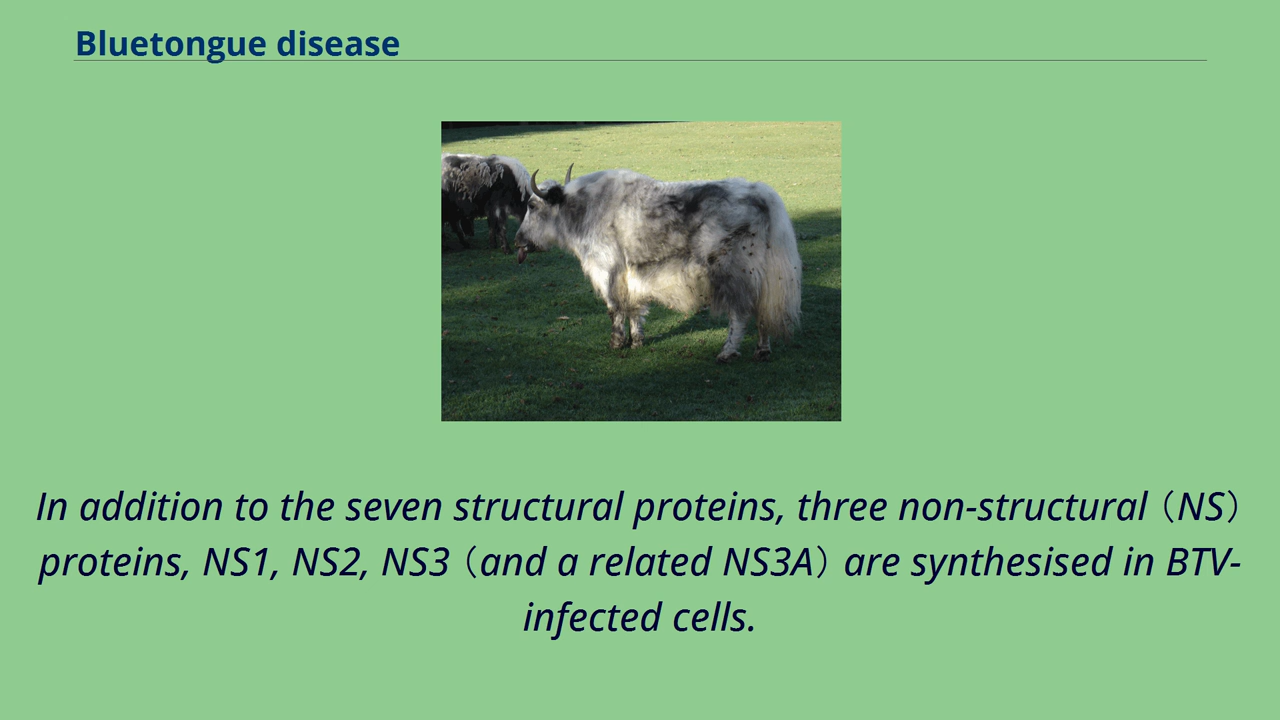 Bluetongue disease
In addition to the seven structural proteins, three non-structural（NS）
proteins, NS1, NS2, NS3（and a related NS3A）are synthesised in BTV-
infected cells.